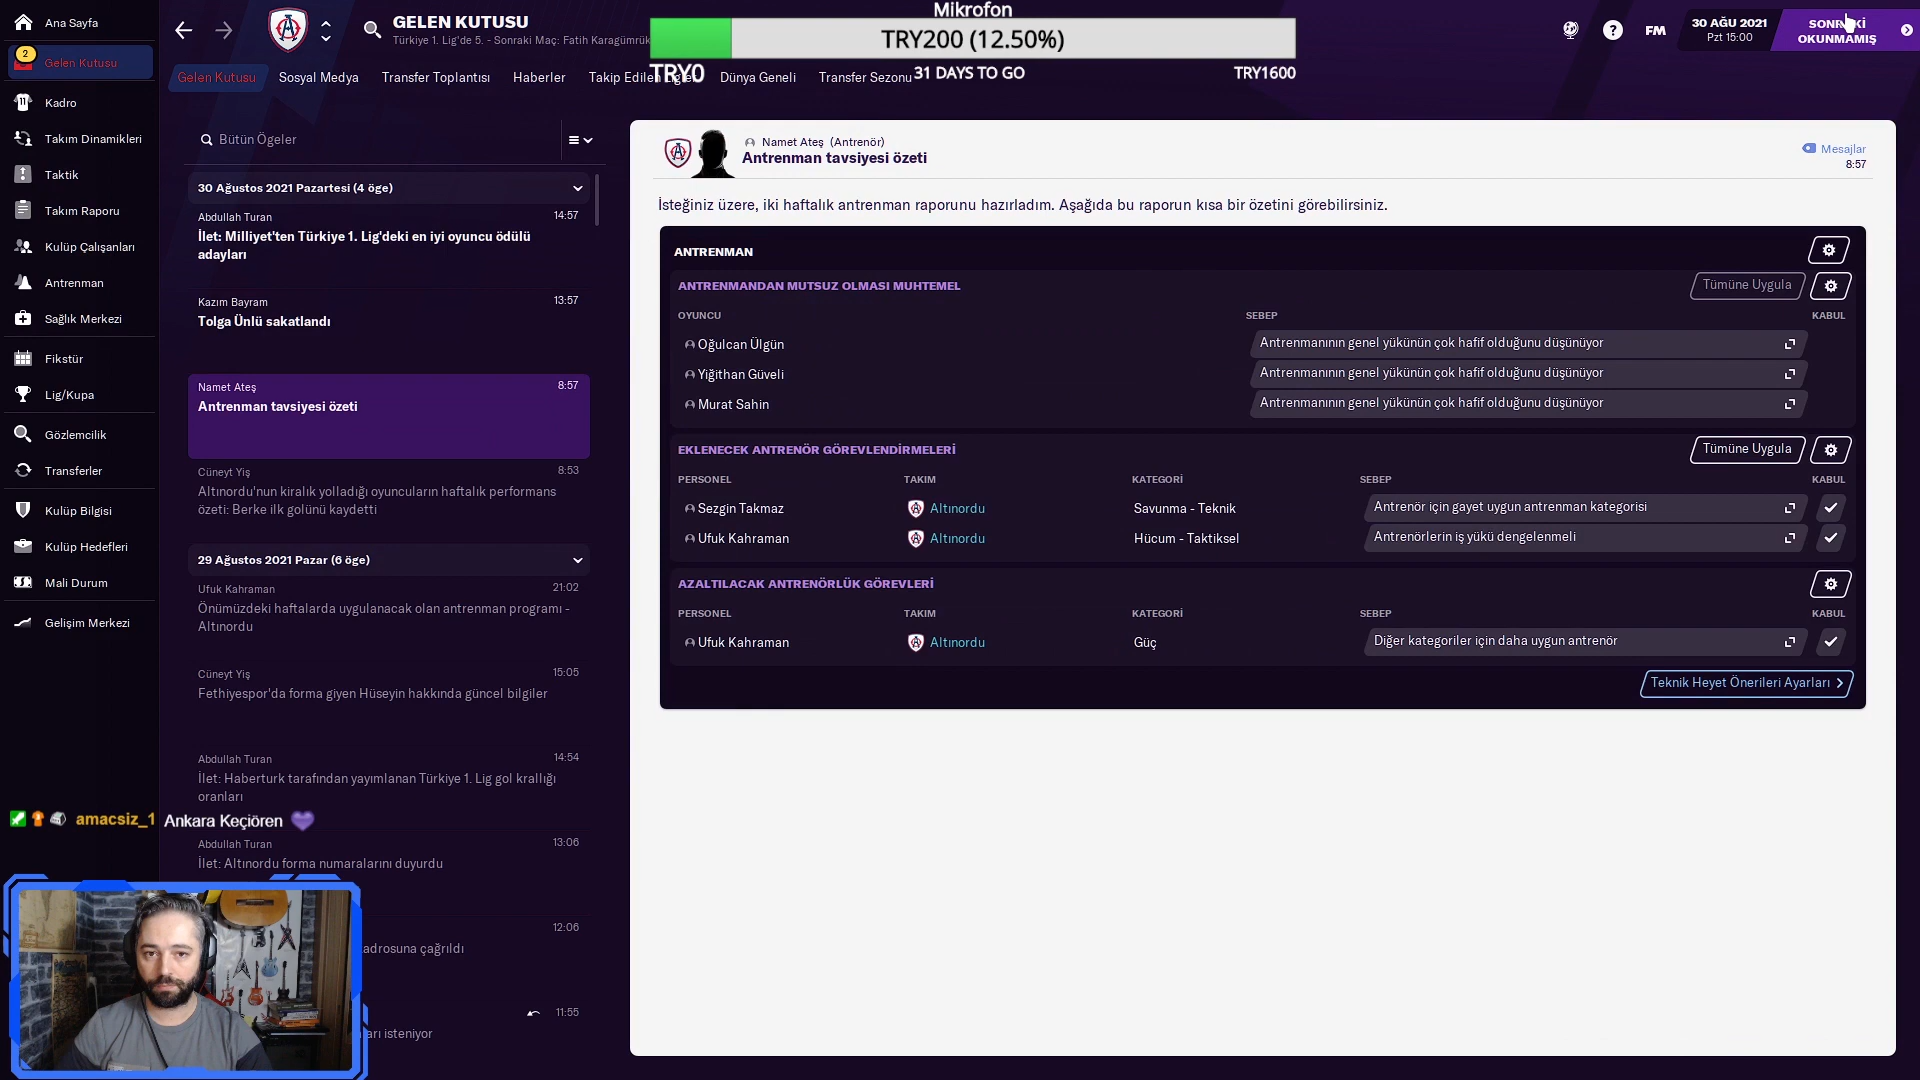 Ana Sayfa
2
Gelen Kutusu
Kadro
Takım Dinamikleri
Taktik
Takım Raporu
Kulüp Çalışanları
Antrenman
Sağlık Merkezi
Fikstür
Lig/Kupa
Gözlemcilik
Transferler
Kulüp Bilgisi
Kulüp Hedefleri
Mali Durum
Gelişim Merkezi
GELEN KUTUSU
Türkiye 1. Lig'de 5. - Sonraki Maç: Fatih Karagümrük
Mikrofon
TRY200 (12.50%)
TRY0
31 DAYS TO GO
TRY1600
FM
30 AĞU 2021
Pzt 15:00
OKUNMAMIŞ
Gelen Kutusu
Sosyal Medya
Transfer Toplantısı
Haberler
Takip Edilen
Dünya Geneli
Transfer Sezonu
Bütün Ögeler
30 Ağustos 2021 Pazartesi (4 öge)
Abdullah Turan 14:57
İlet: Milliyet'ten Türkiye 1. Lig'deki en iyi oyuncu ödülü
adayları
Kazım Bayram 13:57
Tolga Ünlü sakatlandı
Namet Ateş 8:57
Antrenman tavsiyesi özeti
Cüneyt Yiş 8:53
Altınordu'nun kiralık yolladığı oyuncuların haftalık performans
özeti: Berke ilk golünü kaydetti
29 Ağustos 2021 Pazar (6 öge)
Ufuk Kahraman 21:02
Önümüzdeki haftalarda uygulanacak olan antrenman programı -
Altınordu
Cüneyt Yiş 15:05
Fethiyespor'da forma giyen Hüseyin hakkında güncel bilgiler
Abdullah Turan 14:54
İlet: Haberturk tarafından yayımlanan Türkiye 1. Lig gol krallığı
oranları
Abdullah Turan 13:06
İlet: Altınordu forma numaralarını duyurdu
12:06
adrosuna çağrıldı
11:55
arı isteniyor
amacsiz_1 Ankara Keçiören
Namet Ateş (Antrenör)
Antrenman tavsiyesi özeti
Mesajlar
8:57
İsteğiniz üzere, iki haftalık antrenman raporunu hazırladım. Aşağıda bu raporun kısa bir özetini görebilirsiniz.
ANTRENMAN
ANTRENMANDAN MUTSUZ OLMASI MUHTEMEL
Tümüne Uygula
OYUNCU SEBEP KABUL
Oğulcan Ülgün Antrenmanının genel yükünün çok hafif olduğunu düşünüyor
Yiğithan Güveli Antrenmanının genel yükünün çok hafif olduğunu düşünüyor
Murat Sahin Antrenmanının genel yükünün çok hafif olduğunu düşünüyor
EKLENECEK ANTRENÖR GÖREVLENDİRMELERİ
Tümüne Uygula
PERSONEL TAKIM KATEGORİ SEBEP KABUL
Sezgin Takmaz Altınordu Savunma - Teknik Antrenör için gayet uygun antrenman kategorisi
Ufuk Kahraman Altınordu Hücum - Taktiksel Antrenörlerin iş yükü dengelenmeli
AZALTILACAK ANTRENÖRLÜK GÖREVLERİ
PERSONEL TAKIM KATEGORİ SEBEP KABUL
Ufuk Kahraman Altınordu Güç Diğer kategoriler için daha uygun antrenör
Teknik Heyet Önerileri Ayarları